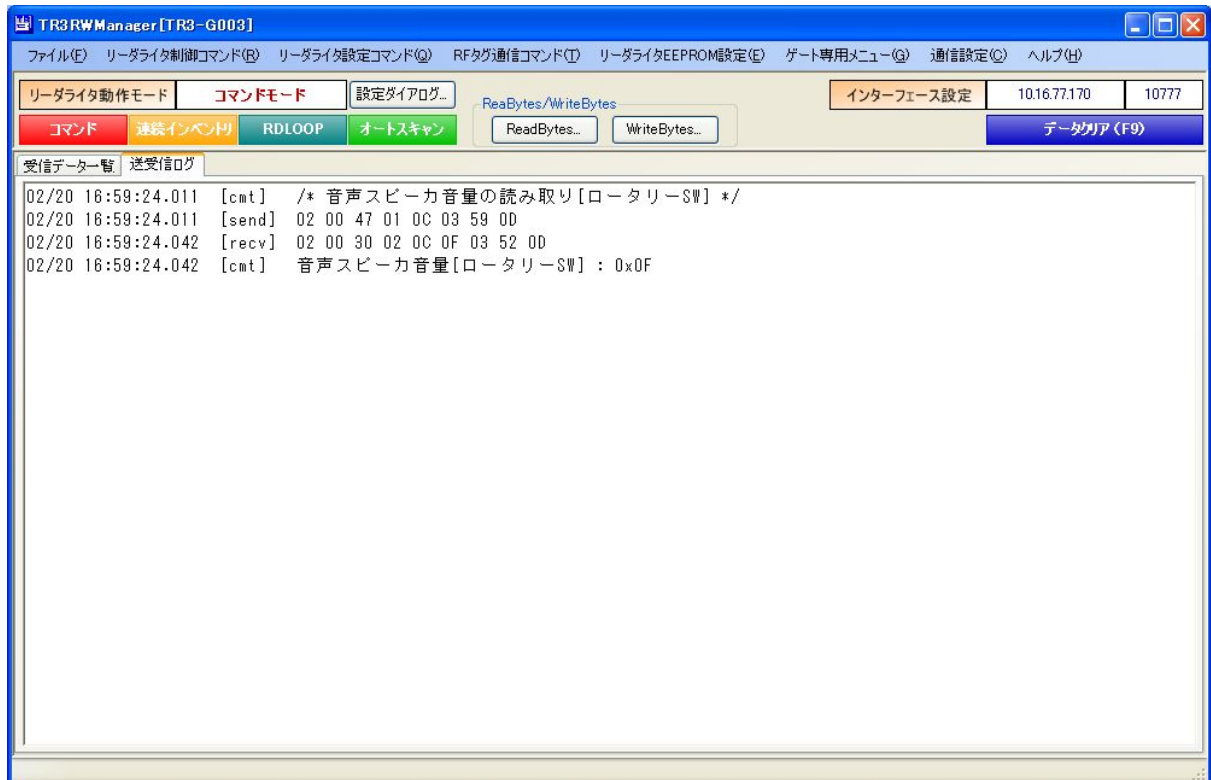 TR3RWManager[TR3-G003]
ファイル(F) リーダライタ制御コマンド(R) リーダライタ設定コマンド(Q) RFタグ通信コマンド(T) リーダライタEEPROM設定(E) ゲート専用メニュー(G) 通信設定(C) ヘルプ(H)
リーダライタ動作モード コマンドモード 設定ダイアログ... ReaBytes/WriteBytes インターフェース設定 10.16.77.170 10777
コマンド 連続インベントリ RDLOOP オートスキャン ReadBytes... WriteBytes... データクリア (F9)
受信データ一覧 送受信ログ
02/20 16:59:24.011 [cmt] /* 音声スピーカ音量の読み取り[ロータリーSW] */
02/20 16:59:24.011 [send] 02 00 47 01 0C 03 59 0D
02/20 16:59:24.042 [recv] 02 00 30 02 0C 0F 03 52 0D
02/20 16:59:24.042 [cmt] 音声スピーカ音量[ロータリーSW] : 0x0F